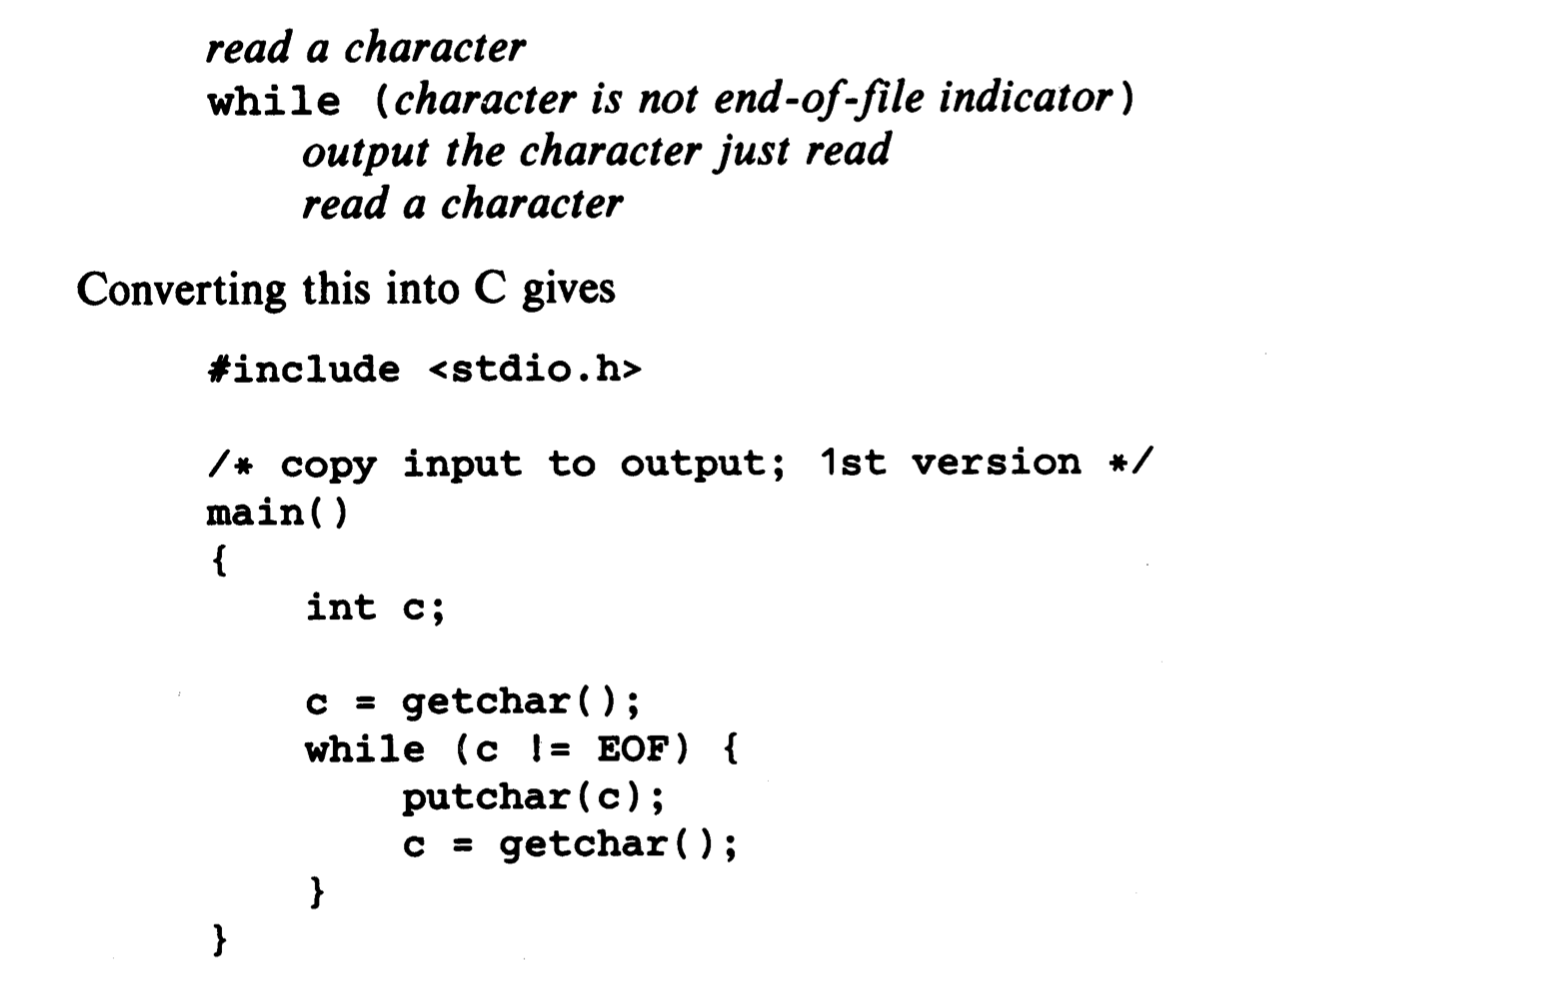 read a character
while (character is not end-of-file indicator)
    output the character just read
    read a character
Converting this into C gives
#include <stdio.h>
/* copy input to output; 1st version */
main()
{
    int c;
    c = getchar();
    while (c != EOF) {
        putchar(c);
        c = getchar();
    }
}